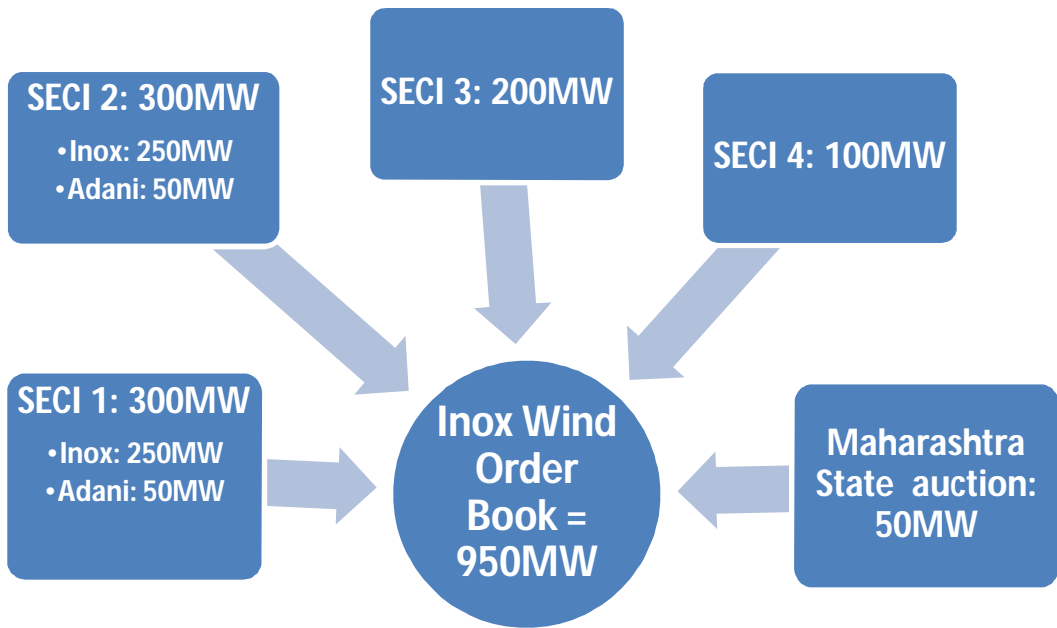 SECI 2: 300MW
•Inox: 250MW
•Adani: 50MW
SECI 3: 200MW
SECI 4: 100MW
SECI 1: 300MW
•Inox: 250MW
•Adani: 50MW
Inox Wind
Order
Book =
950MW
Maharashtra
State auction:
50MW